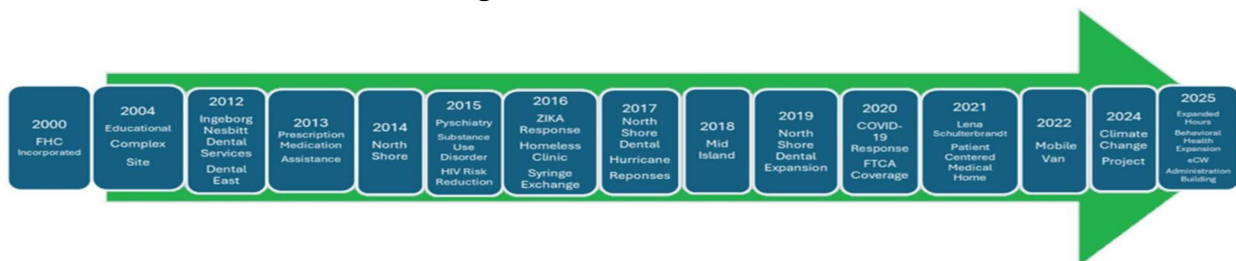 2000
FHC
Incorporated
2004
Educational
Complex
Site
2012
Ingeborg
Nesbitt
Dental
Services
Dental
East
2013
Prescription
Medication
Assistance
2014
North
Shore
2015
Pyschiatry
Substance
Use
Disorder
HIV Risk
Reduction
2016
ZIKA
Response
Homeless
Clinic
Syringe
Exchange
2017
North
Shore
Dental
Hurricane
Reponses
2018
Mid
Island
2019
North
Shore
Dental
Expansion
2020
COVID-
19
Response
FTCA
Coverage
2021
Lena
Schulterbrandt
Patient
Centered
Medical
Home
2022
Mobile
Van
2024
Climate
Change
Project
2025
Expanded
Hours
Behavioral
Health
Expansion
eCW
Administration
Building